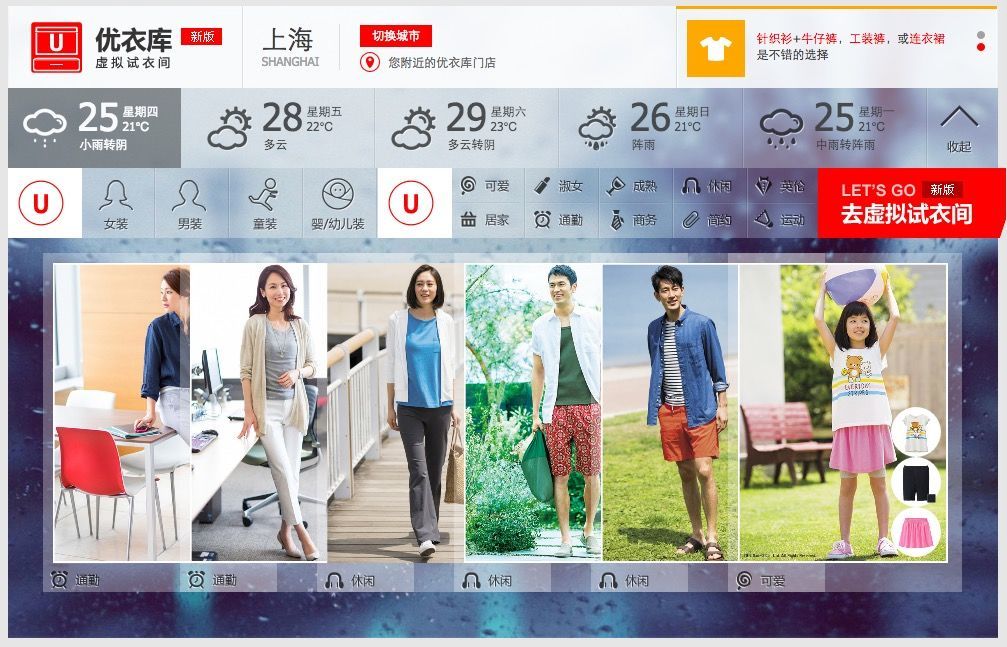 U
优衣库 新版
虚拟试衣间
上海
SHANGHAI
切换城市
您附近的优衣库门店
针织衫+牛仔裤，工装裤，或连衣裙
是不错的选择
25 星期四
21℃
小雨转阴
28 星期五
22℃
多云
29 星期六
23℃
多云转阴
26 星期日
21℃
阵雨
25 星期一
21℃
中雨转阵雨
收起
U
女装
男装
童装
婴/幼儿装
U
可爱
淑女
成熟
休闲
英伦
居家
通勤
商务
简约
运动
LET'S GO 新版
去虚拟试衣间
EVERYDAY
通勤
通勤
休闲
休闲
休闲
可爱